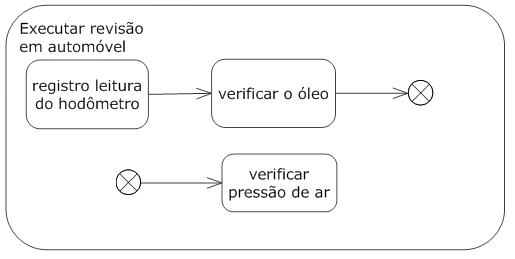 Executar revisão
em automóvel
registro leitura
do hodômetro
verificar o óleo
verificar
pressão de ar